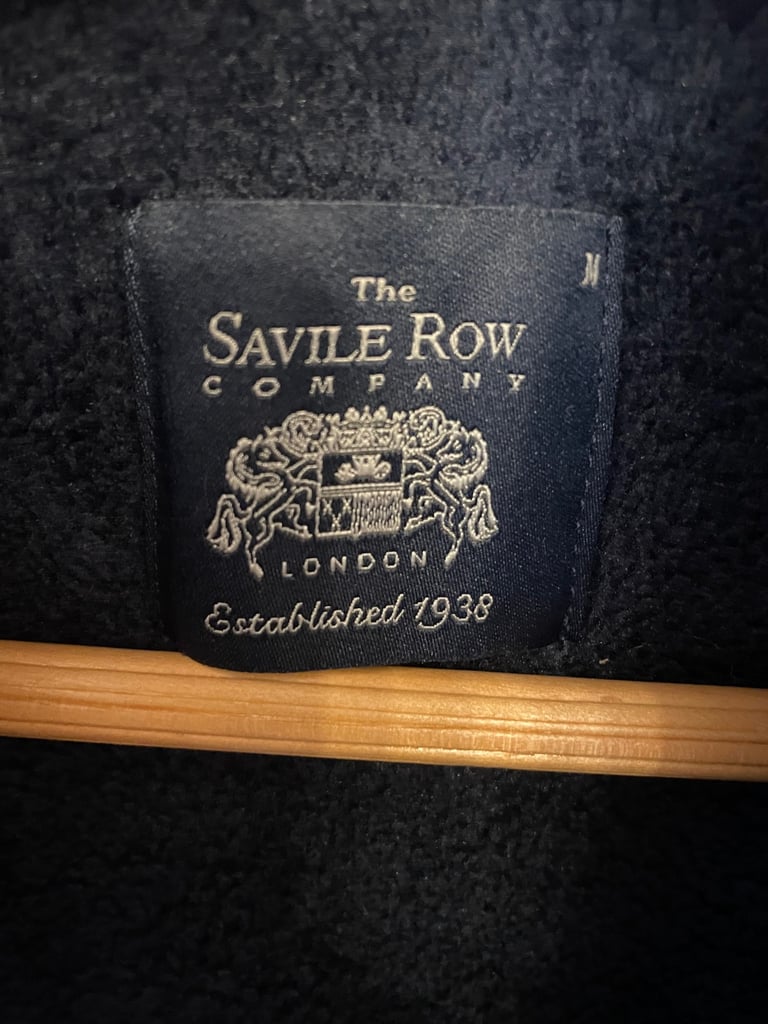 M
The
SAVILE ROW
COMPANY
LONDON
Established 1938